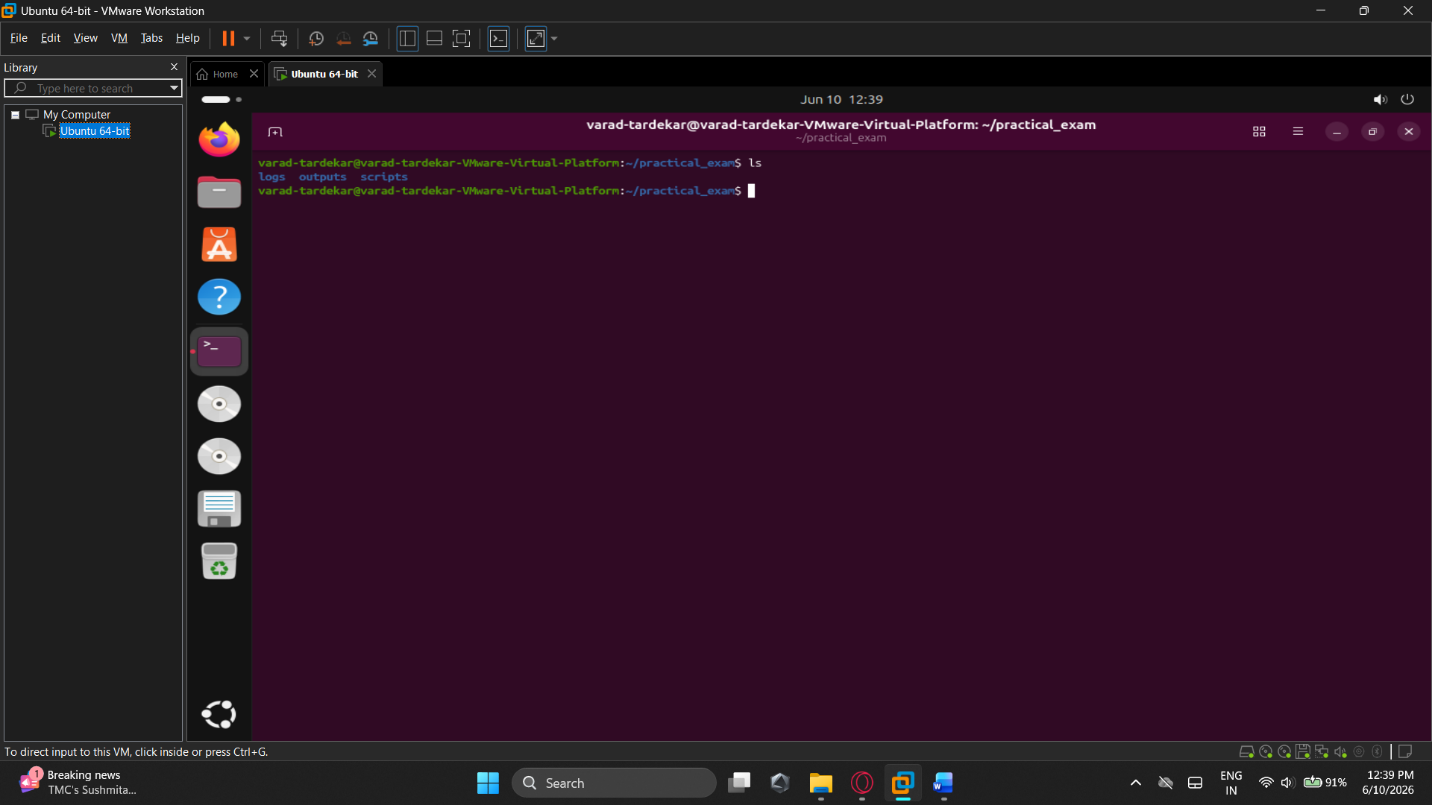 Ubuntu 64-bit - VMware Workstation
File Edit View VM Tabs Help
Library
Type here to search
My Computer
Ubuntu 64-bit
Home
Ubuntu 64-bit
Jun 10 12:39
varad-tardekar@varad-tardekar-VMware-Virtual-Platform: ~/practical_exam
~/practical_exam
varad-tardekar@varad-tardekar-VMware-Virtual-Platform:~/practical_exam$ ls
logs outputs scripts
varad-tardekar@varad-tardekar-VMware-Virtual-Platform:~/practical_exam$
To direct input to this VM, click inside or press Ctrl+G.
1
Breaking news
TMC's Sushmita...
Search
ENG
IN
91%
12:39 PM
6/10/2026